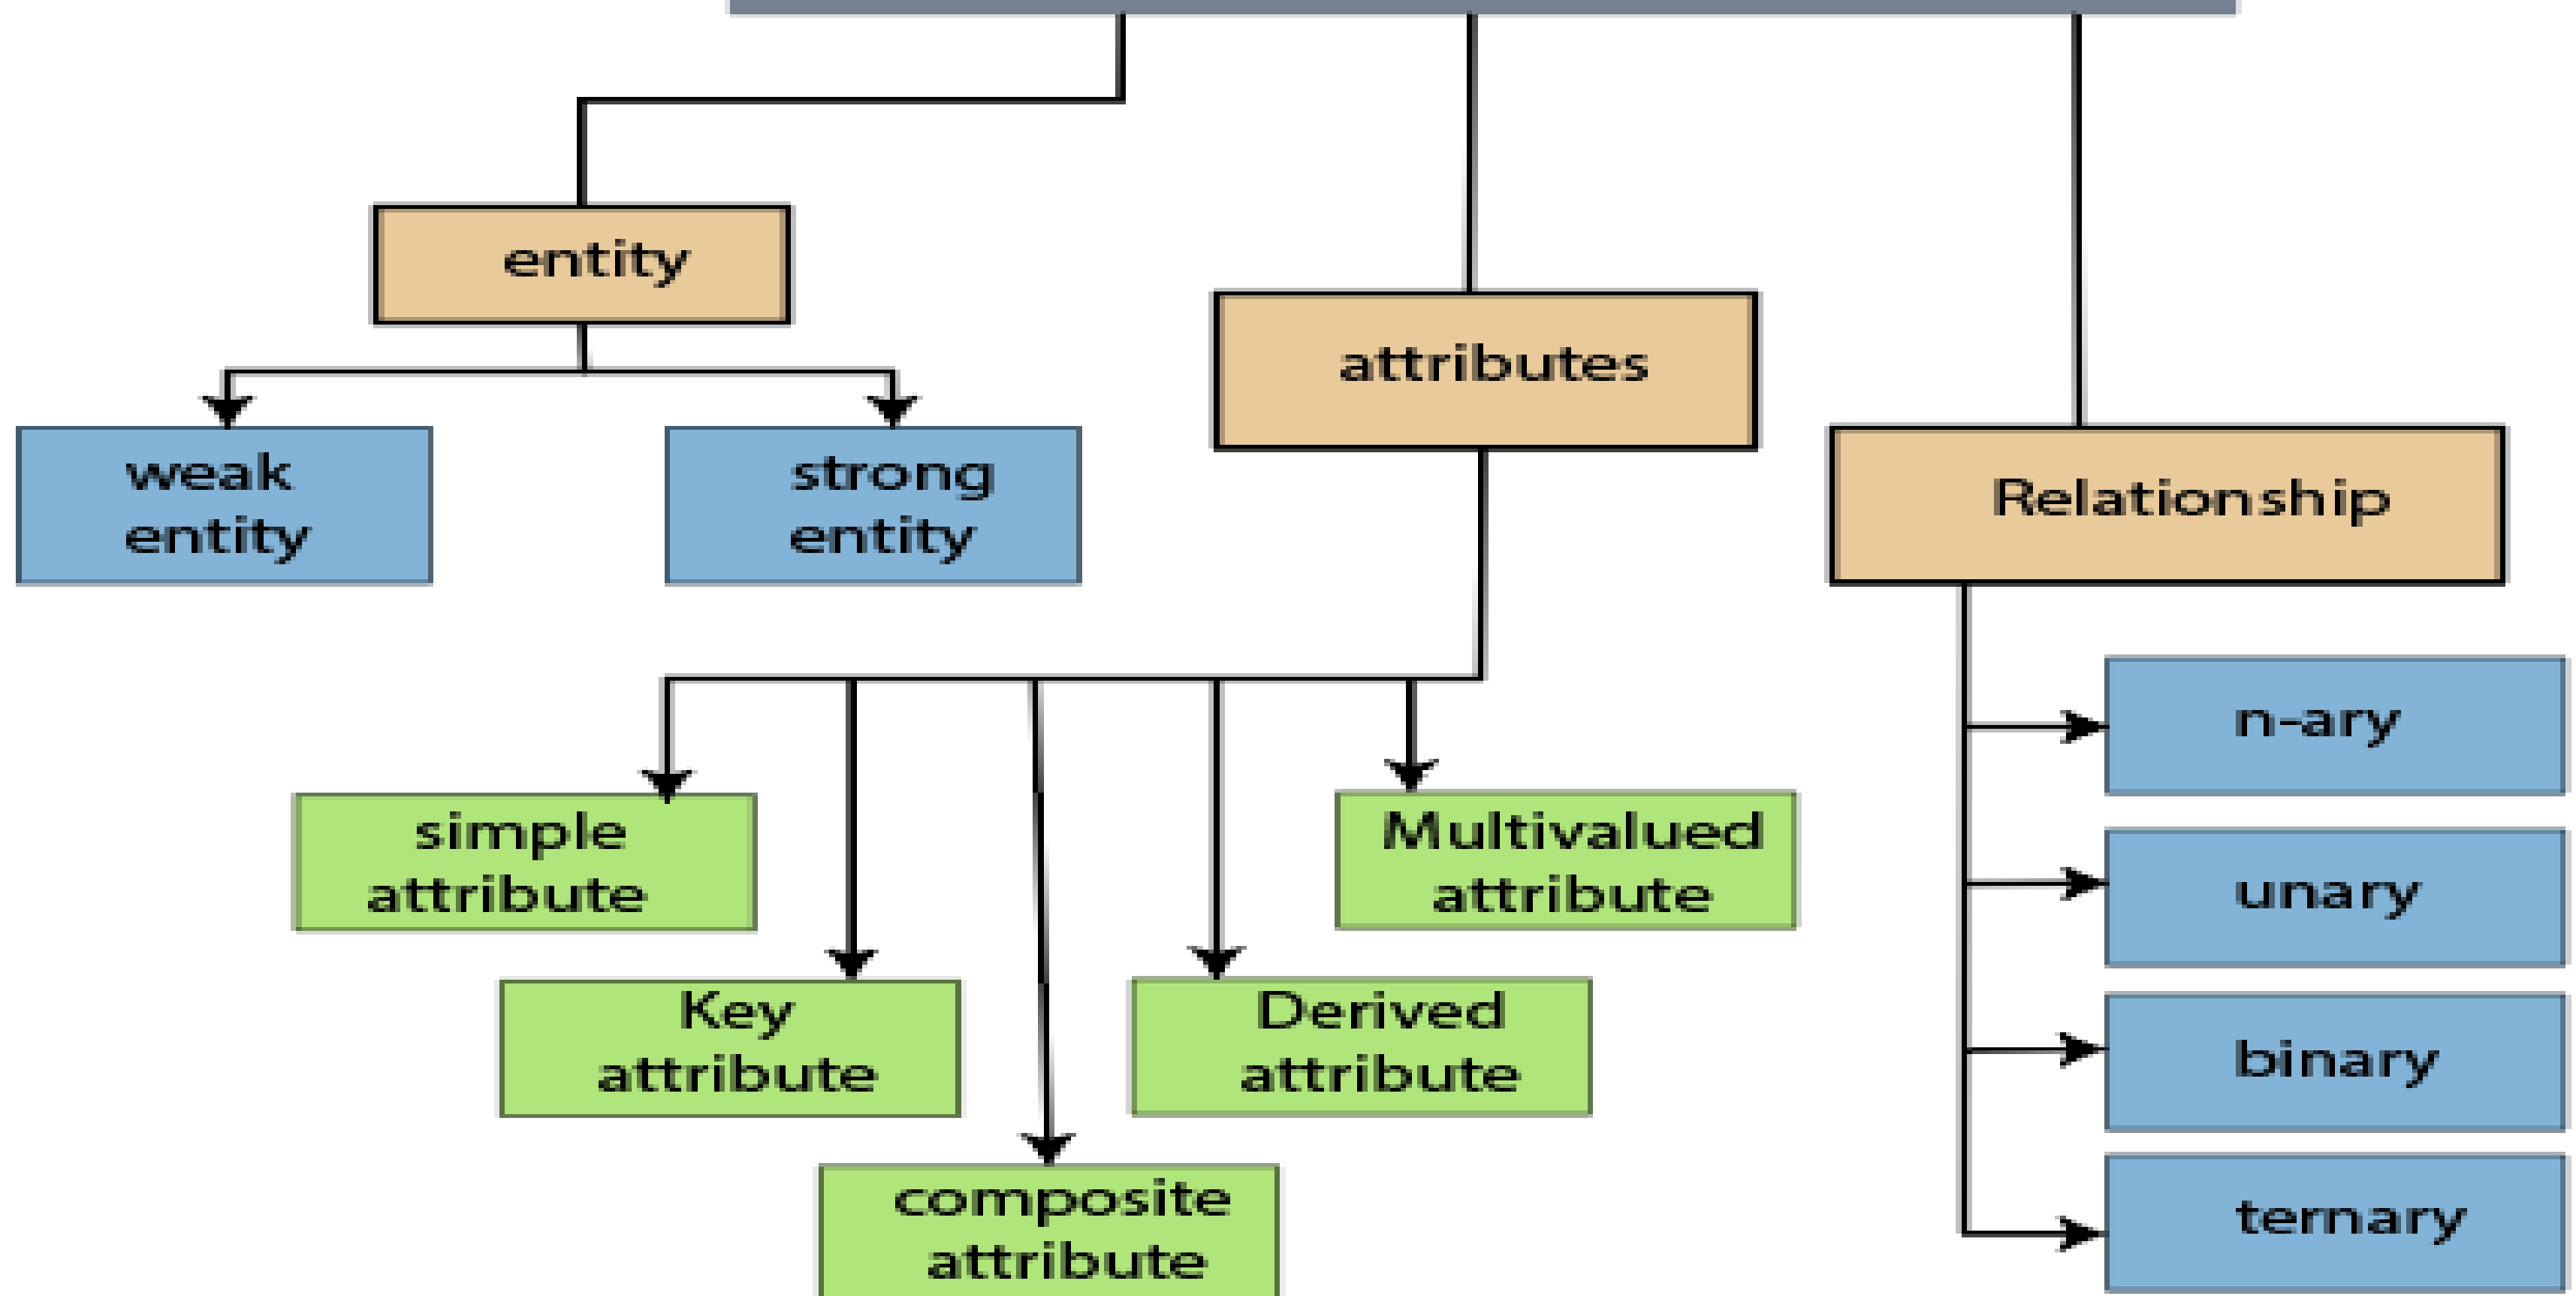 entity
attributes
weak
entity
strong
entity
Relationship
n-ary
simple
attribute
Multivalued
attribute
unary
Key
attribute
Derived
attribute
binary
composite
attribute
ternary